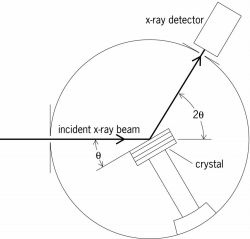 x-ray detector
2θ
incident x-ray beam
θ
crystal